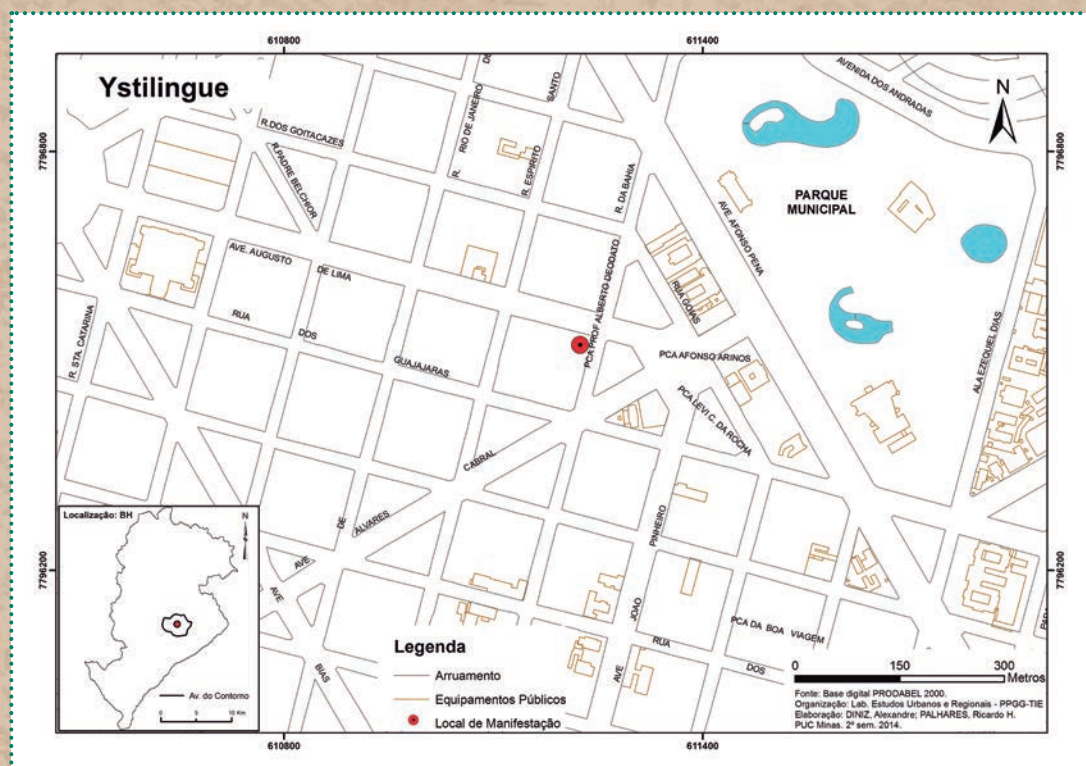 610800
611400
Ystilingue
N
7796800
7796800
AVENIDA DOS ANDRADAS
R.DOS GOITACAZES
R.PADRE BELCHIOR
R. RIO DE JANEIRO
R. ESPIRITO
SANTO
DE
R. DA BAHIA
PARQUE
MUNICIPAL
AVE. AFONSO PENA
AVE. AUGUSTO
DE LIMA
PCA PROF ALBERTO DEODATO
RUA GOIAS
R. STA. CATARINA
RUA
DOS
GUAJAJARAS
PCA AFONSO ARINOS
PCA LEVI C. DA ROCHA
ALA EZEQUIEL DIAS
CABRAL
DE
ALVARES
AVE
AVE
BIAS
PINHEIRO
JOAO
AVE
RUA
DOS
PCA DA BOA VIAGEM
7796200
7796200
Localização: BH
N
Av. do Contorno
0 5 10 Km
Legenda
Arruamento
Equipamentos Públicos
Local de Manifestação
0 150 300
Metros
Fonte: Base digital PRODABEL 2000.
Organização: Lab. Estudos Urbanos e Regionais - PPGG-TIE
Elaboração: DINIZ, Alexandre; PALHARES, Ricardo H.
PUC Minas. 2º sem. 2014.
610800
611400